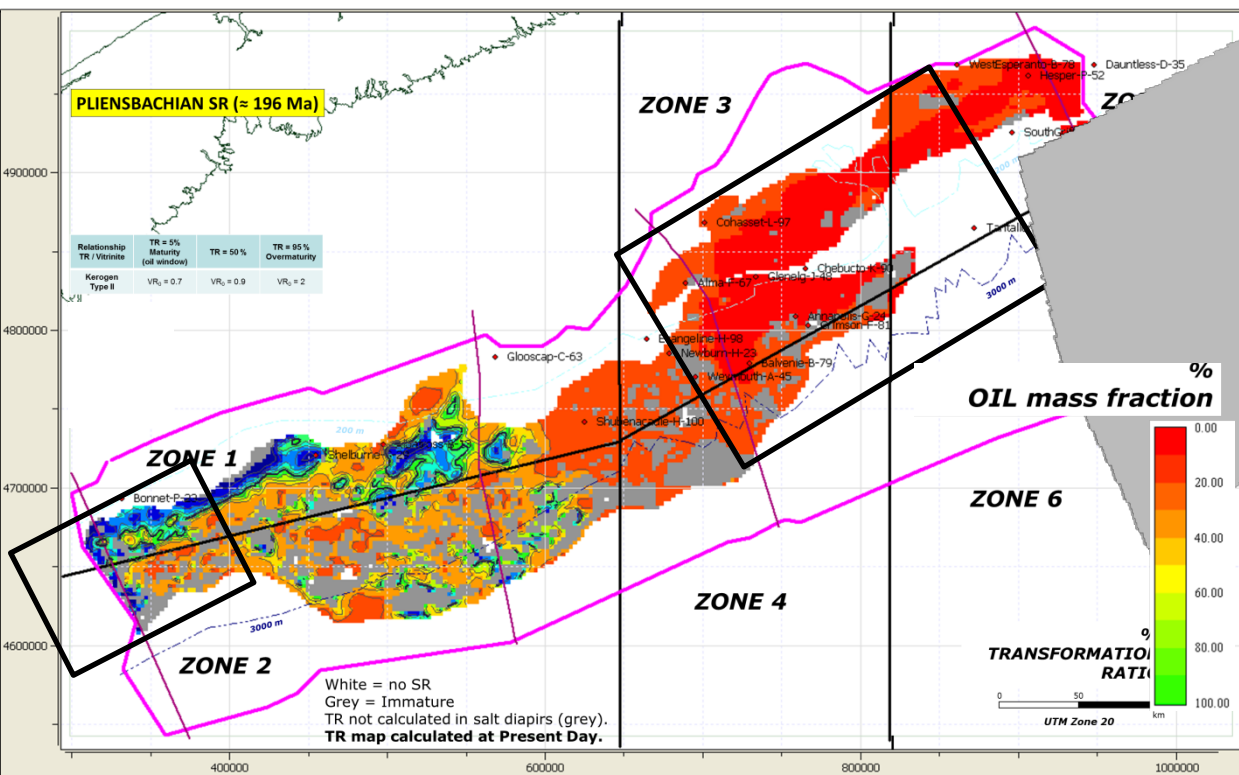 PLIENSBACHIAN SR (≈ 196 Ma)
Relationship
TR / Vitrinite
TR = 5%
Maturity
(oil window)
TR = 50 %
TR = 95 %
Overmaturity
Kerogen
Type II
VR₀ = 0.7
VR₀ = 0.9
VR₀ = 2
ZONE 3
WestEsperanto-B-78
Dauntless-D-35
Hesper-P-52
200 m
4900000
Cohasset-L-97
Chebucto-K-90
Glenelg-J-48
Alma-F-67
3000 m
Annapolis-G-24
Crimson-F-81
4800000
Evangeline-H-98
Glooscap-C-63
Newburn-H-23
Balvenie-B-79
Weymouth-A-45
%
OIL mass fraction
Shubenacadie-H-100
200 m
0.00
20.00
40.00
60.00
80.00
100.00
ZONE 1
Shelburne
4700000
Bonnet-P-23
ZONE 6
ZONE 4
3000 m
4600000
ZONE 2
TRANSFORMATION
RATIO
White = no SR
Grey = Immature
TR not calculated in salt diapirs (grey).
TR map calculated at Present Day.
0 50
km
UTM Zone 20
400000 600000 800000 1000000